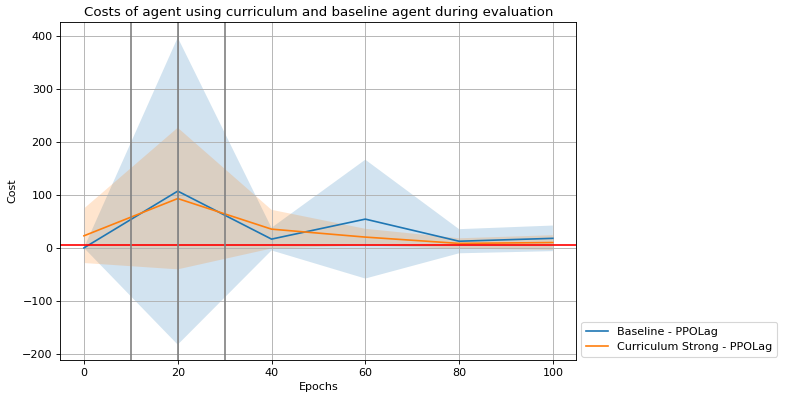 Costs of agent using curriculum and baseline agent during evaluation
400
300
200
100
0
−100
−200
Cost
0 20 40 60 80 100
Epochs
Baseline - PPOLag
Curriculum Strong - PPOLag